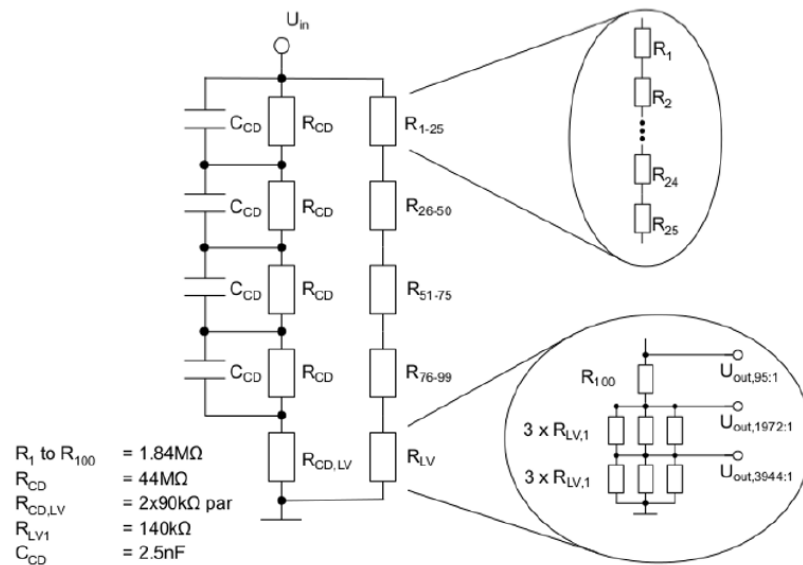 U_in
C_CD R_CD R_1-25
C_CD R_CD R_26-50
C_CD R_CD R_51-75
C_CD R_CD R_76-99
R_CD,LV R_LV
R_1
R_2
R_24
R_25
R_100 U_out,95:1
3 x R_LV,1 U_out,1972:1
3 x R_LV,1 U_out,3944:1
R_1 to R_100 = 1.84MΩ
R_CD = 44MΩ
R_CD,LV = 2x90kΩ par
R_LV1 = 140kΩ
C_CD = 2.5nF